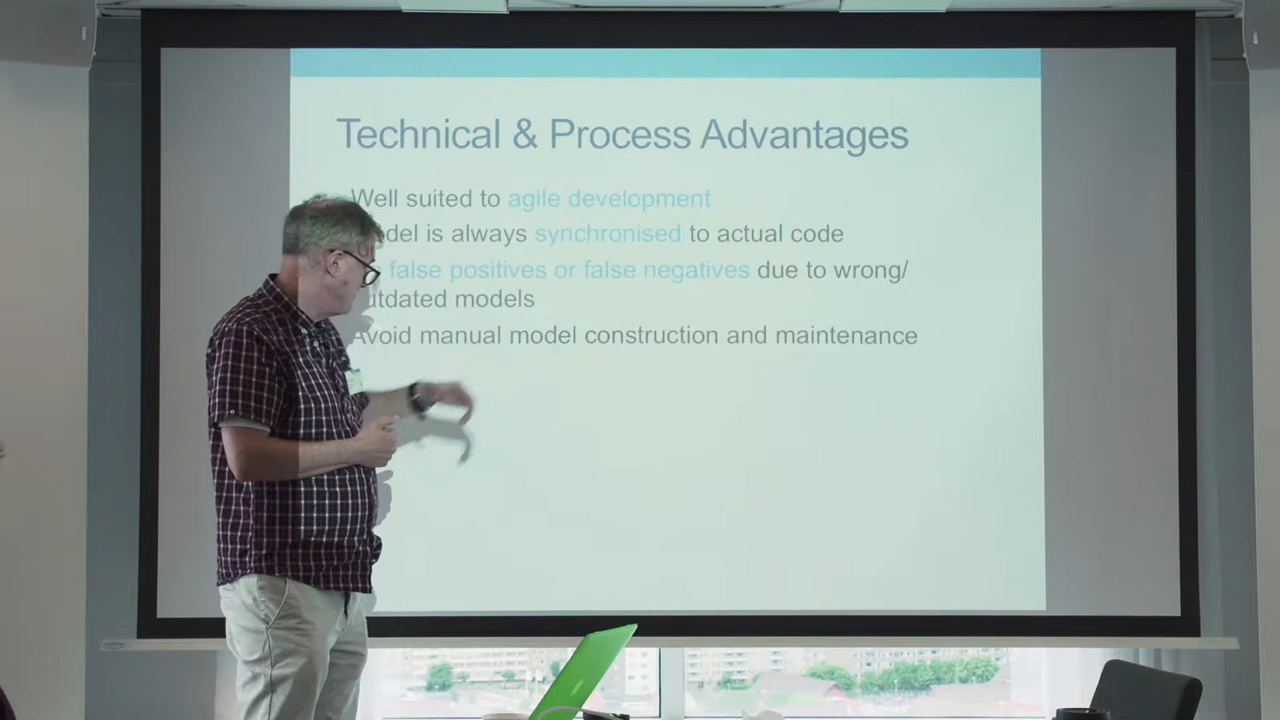 Technical & Process Advantages
Well suited to agile development
is always synchronised to actual code
false positives or false negatives due to wrong/
outdated models
Avoid manual model construction and maintenance